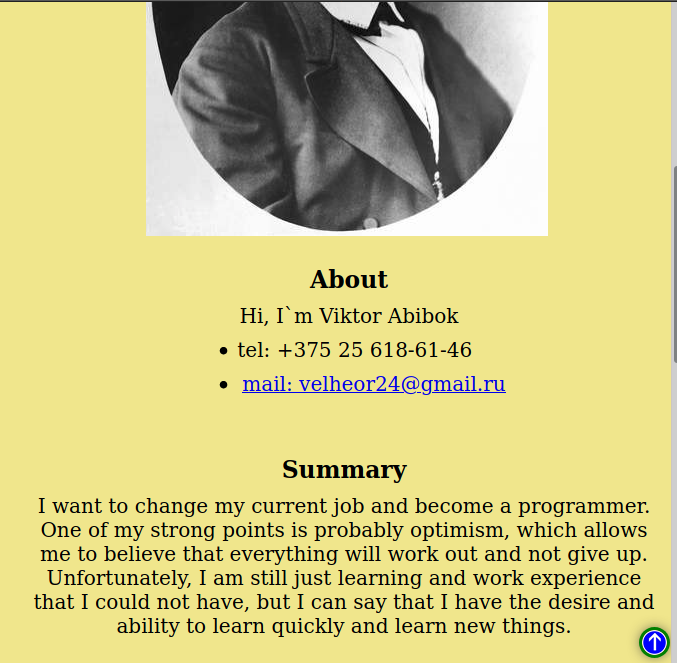 About
Hi, I`m Viktor Abibok
• tel: +375 25 618-61-46
• mail: velheor24@gmail.ru
Summary
I want to change my current job and become a programmer.
One of my strong points is probably optimism, which allows
me to believe that everything will work out and not give up.
Unfortunately, I am still just learning and work experience
that I could not have, but I can say that I have the desire and
ability to learn quickly and learn new things.